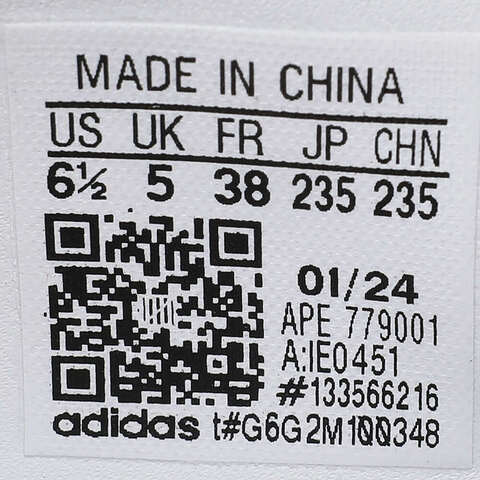 MADE IN CHINA
US UK FR JP CHN
6½ 5 38 235 235
01/24
APE 779001
A:IE0451
#133566216
adidas t#G6G2M100348